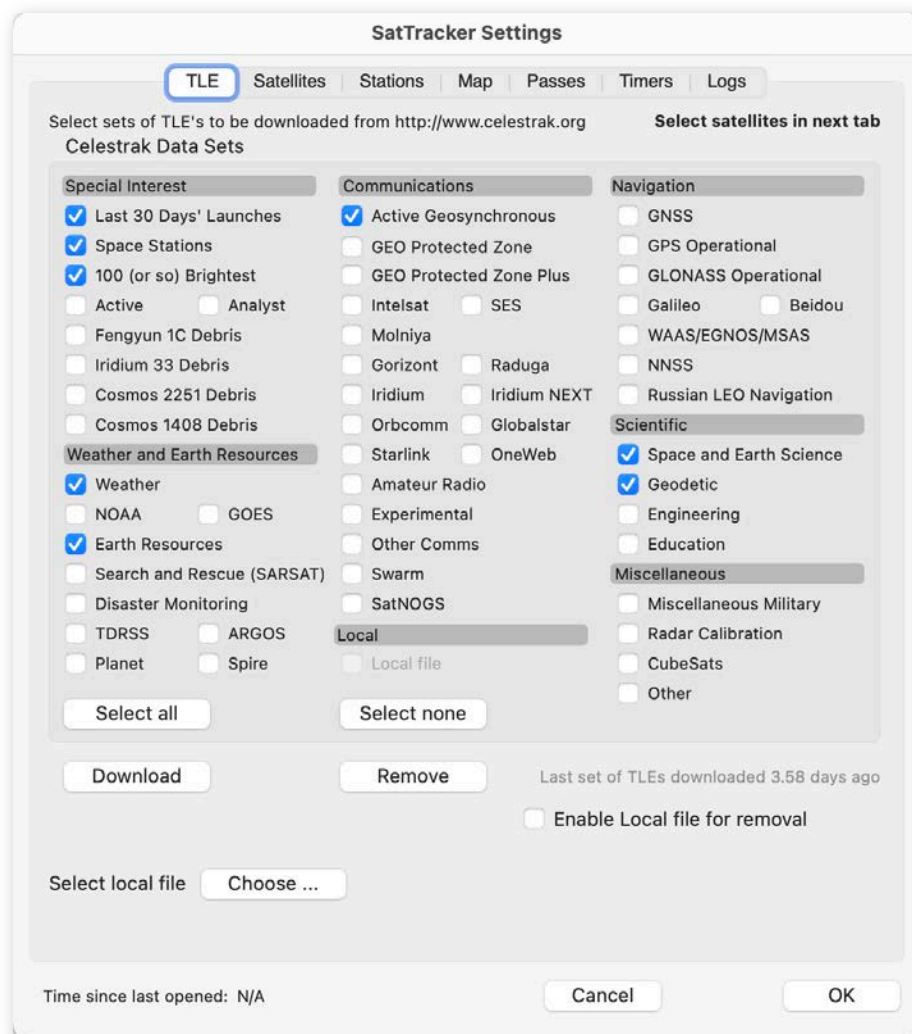 SatTracker Settings
TLE Satellites Stations Map Passes Timers Logs
Select sets of TLE's to be downloaded from http://www.celestrak.org
Select satellites in next tab
Celestrak Data Sets
Special Interest
Last 30 Days' Launches
Space Stations
100 (or so) Brightest
Active Analyst
Fengyun 1C Debris
Iridium 33 Debris
Cosmos 2251 Debris
Cosmos 1408 Debris
Weather and Earth Resources
Weather
NOAA GOES
Earth Resources
Search and Rescue (SARSAT)
Disaster Monitoring
TDRSS ARGOS
Planet Spire
Select all
Communications
Active Geosynchronous
GEO Protected Zone
GEO Protected Zone Plus
Intelsat SES
Molniya
Gorizont Raduga
Iridium Iridium NEXT
Orbcomm Globalstar
Starlink OneWeb
Amateur Radio
Experimental
Other Comms
Swarm
SatNOGS
Local
Local file
Select none
Navigation
GNSS
GPS Operational
GLONASS Operational
Galileo Beidou
WAAS/EGNOS/MSAS
NNSS
Russian LEO Navigation
Scientific
Space and Earth Science
Geodetic
Engineering
Education
Miscellaneous
Miscellaneous Military
Radar Calibration
CubeSats
Other
Download Remove Last set of TLEs downloaded 3.58 days ago
Enable Local file for removal
Select local file Choose ...
Time since last opened: N/A Cancel OK